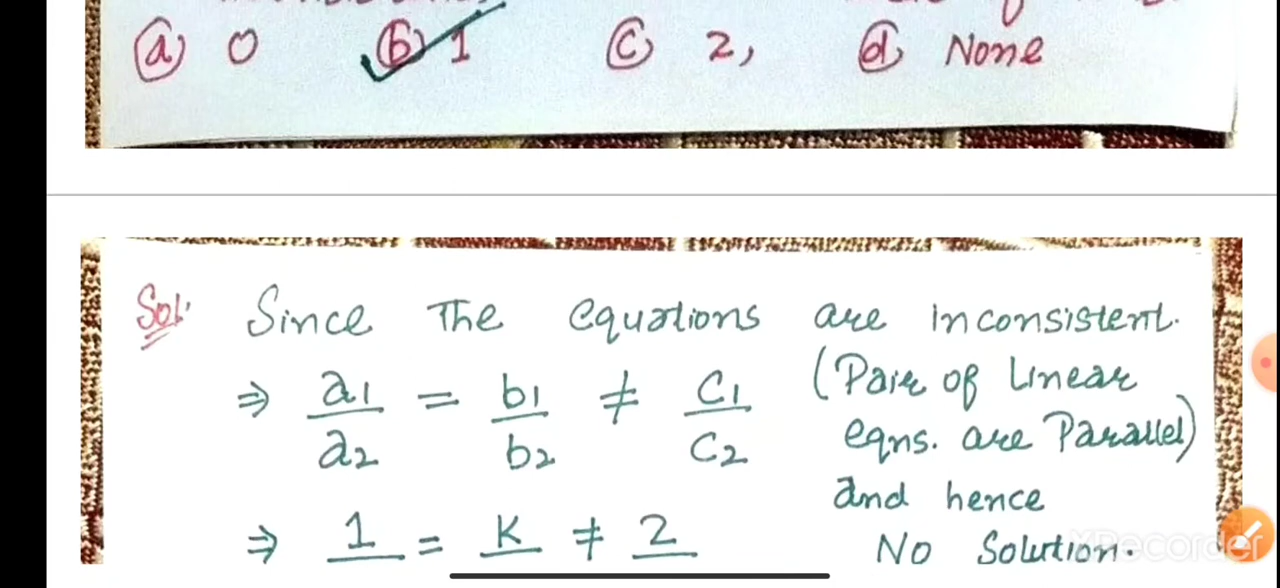 (a) 0 (b) 1 (c) 2, (d) None
Sol. Since The equations are inconsistent.
⇒ a1/a2 = b1/b2 ≠ c1/c2 (Pair of Linear
eqns. are Parallel)
and hence
⇒ 1 = K ≠ 2 No Solution.
XRecorder